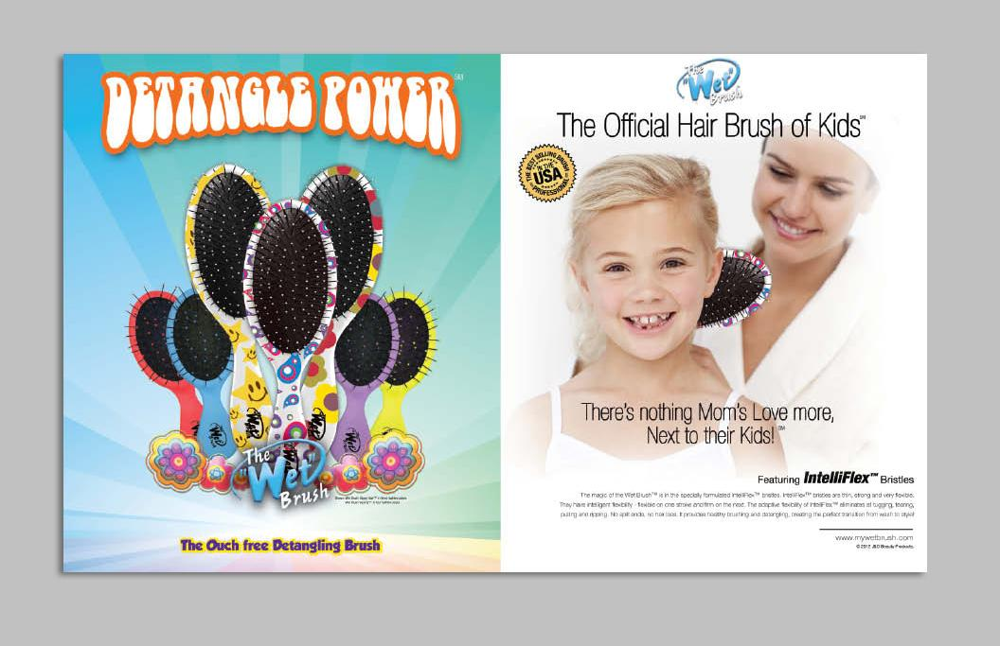 DETANGLE POWER
SM
Wet
Wet
Wet
The
"Wet"
Brush
The Ouch free Detangling Brush
The
"Wet"
Brush
The Official Hair Brush of Kids℠
THE BEST SELLING BRUSH
IN THE
USA
PROFESSIONAL
There's nothing Mom's Love more,
Next to their Kids!℠
Featuring IntelliFlex™ Bristles
The magic of the Wet Brush™ is in the specially formulated IntelliFlex™ bristles. IntelliFlex™ bristles are thin, strong and very flexible.
They have intelligent flexibility - flexible on one stroke and firm on the next. The adaptive flexibility of IntelliFlex™ eliminates all tugging, tearing,
pulling and ripping. No split ends, no hair loss. It provides healthy brushing and detangling, creating the perfect transition from wash to style!
www.mywetbrush.com
© 2012 J&D Beauty Products.